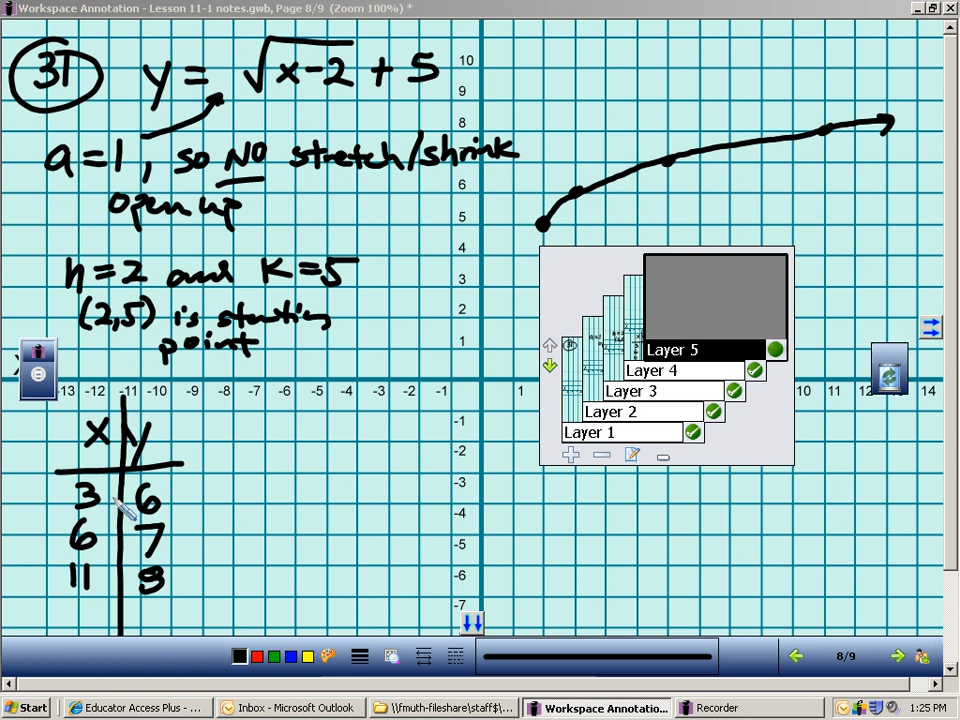 Workspace Annotation - Lesson 11-1 notes.gwb, Page 8/9 (Zoom 100%) *
37 y = √x-2 + 5
a=1, so NO stretch/shrink
open up
h=2 and K=5
(2,5) is starting
point
x y
3 6
6 7
11 8
10
9
8
6
5
4
3
2
1
-13 -12 -11 -10 -9 -8 -7 -6 -5 -4 -3 -2 -1 1 10 11 12 14
-1
-2
-3
-4
-5
-6
-7
Layer 5
Layer 4
Layer 3
Layer 2
Layer 1
8/9
Start
Educator Access Plus - ...
Inbox - Microsoft Outlook
\\fmuth-fileshare\staff$\...
Workspace Annotatio...
Recorder
1:25 PM